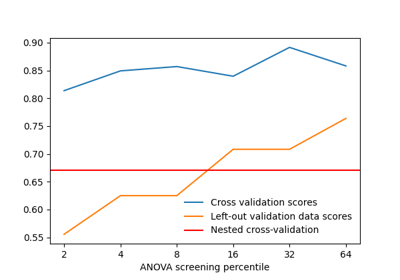 0.90
0.85
0.80
0.75
0.70
0.65
0.60
0.55
Cross validation scores
Left-out validation data scores
Nested cross-validation
2 4 8 16 32 64
ANOVA screening percentile